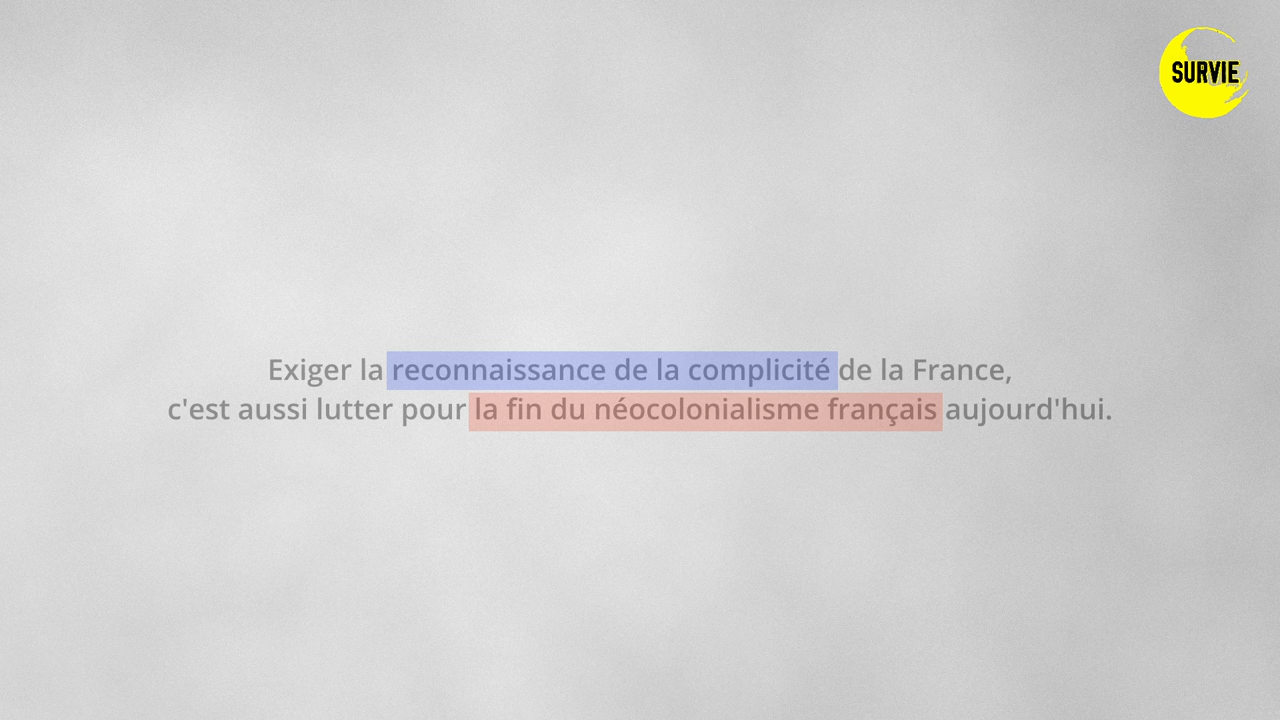 SURVIE
Exiger la reconnaissance de la complicité de la France,
c'est aussi lutter pour la fin du néocolonialisme français aujourd'hui.